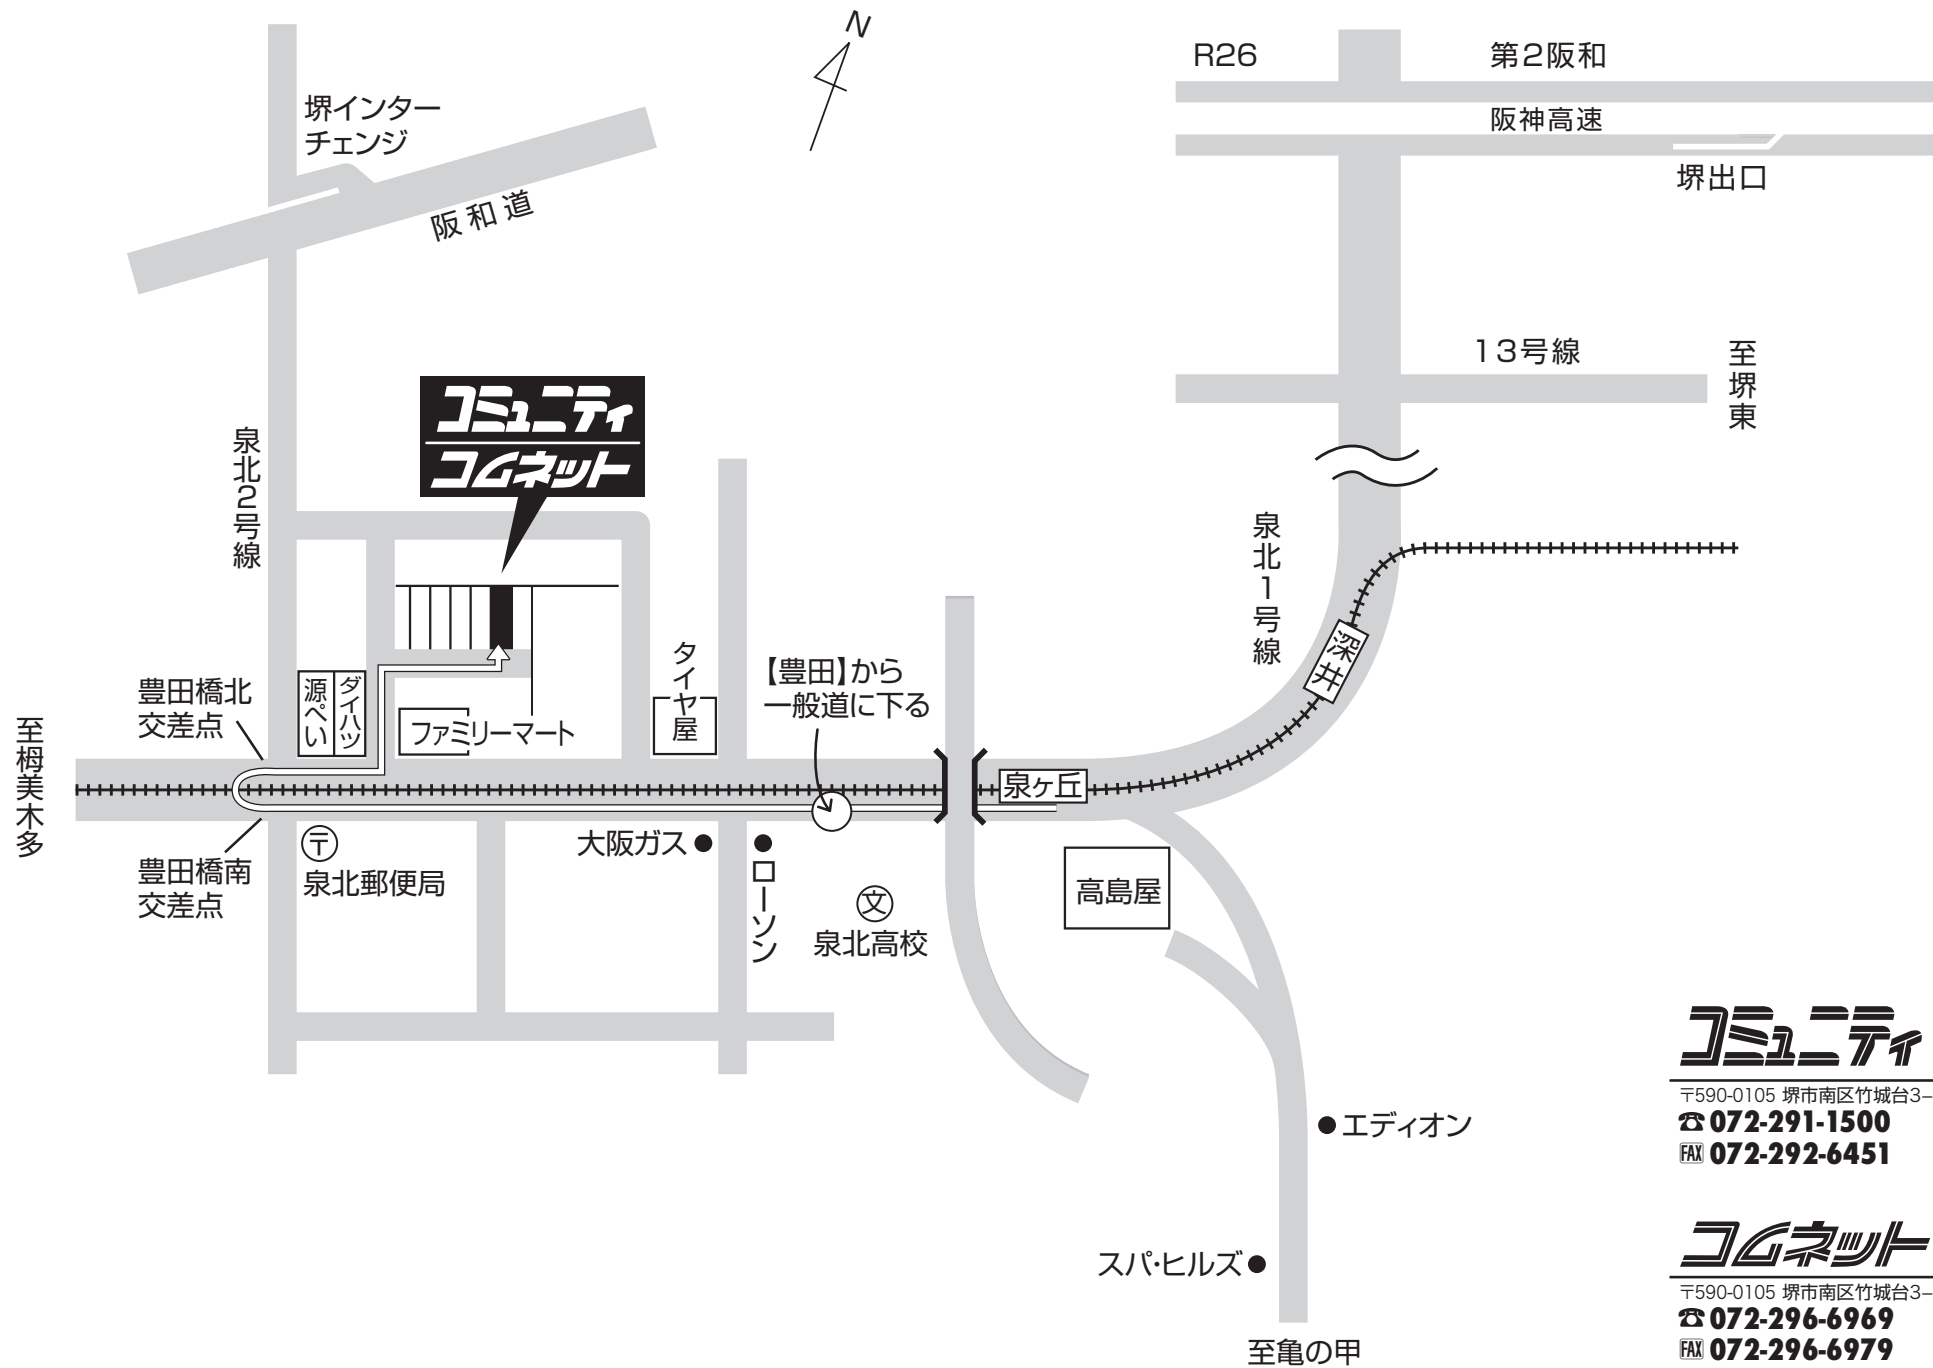 N
R26
第2阪和
阪神高速
堺出口
堺インター
チェンジ
阪和道
13号線
至堺東
コミュニティ
コムネット
泉北2号線
泉北1号線
深井
タイヤ屋
【豊田】から
一般道に下る
豊田橋北
交差点
源ぺい
ダイハツ
ファミリーマート
至栂美木多
泉ヶ丘
豊田橋南
交差点
〒
泉北郵便局
大阪ガス
ローソン
文
泉北高校
高島屋
エディオン
スパ・ヒルズ
至亀の甲
コミュニティ
〒590-0105 堺市南区竹城台3–
☎072-291-1500
FAX 072-292-6451
コムネット
〒590-0105 堺市南区竹城台3–
☎072-296-6969
FAX 072-296-6979